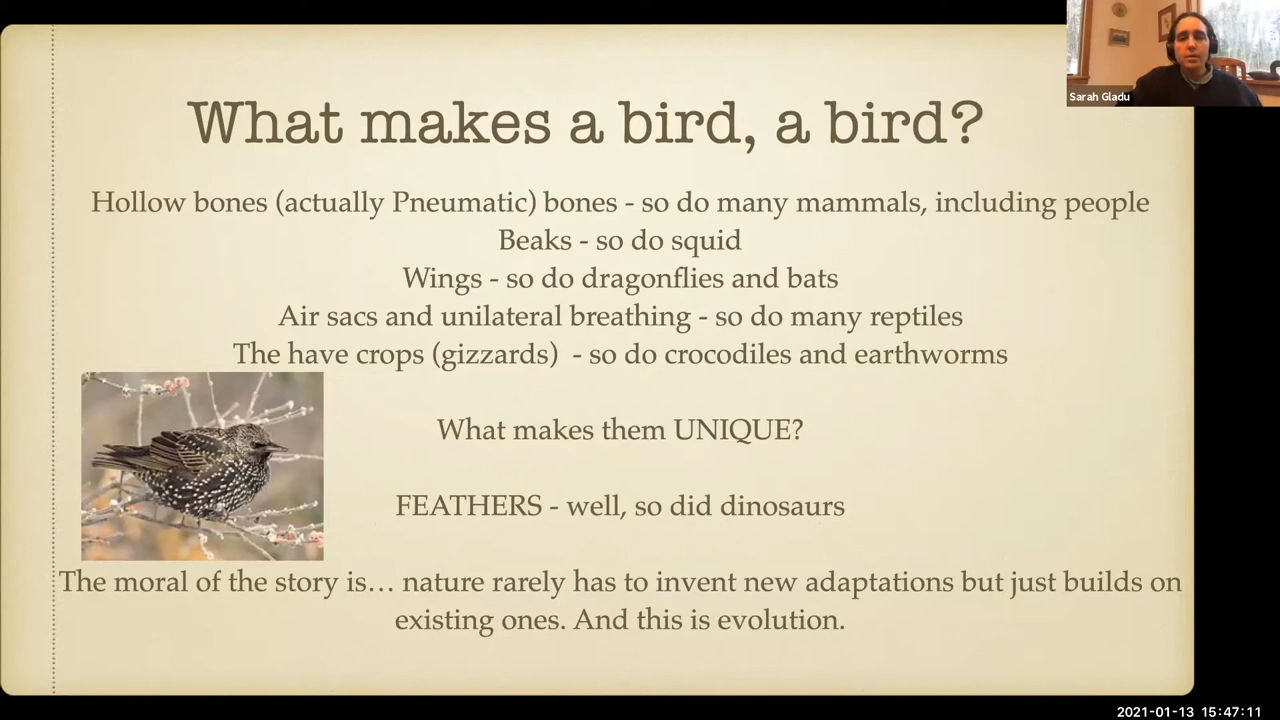 Sarah Gladu
What makes a bird, a bird?
Hollow bones (actually Pneumatic) bones - so do many mammals, including people
Beaks - so do squid
Wings - so do dragonflies and bats
Air sacs and unilateral breathing - so do many reptiles
The have crops (gizzards)  - so do crocodiles and earthworms
What makes them UNIQUE?
FEATHERS - well, so did dinosaurs
The moral of the story is… nature rarely has to invent new adaptations but just builds on
existing ones. And this is evolution.
2021-01-13 15:47:11